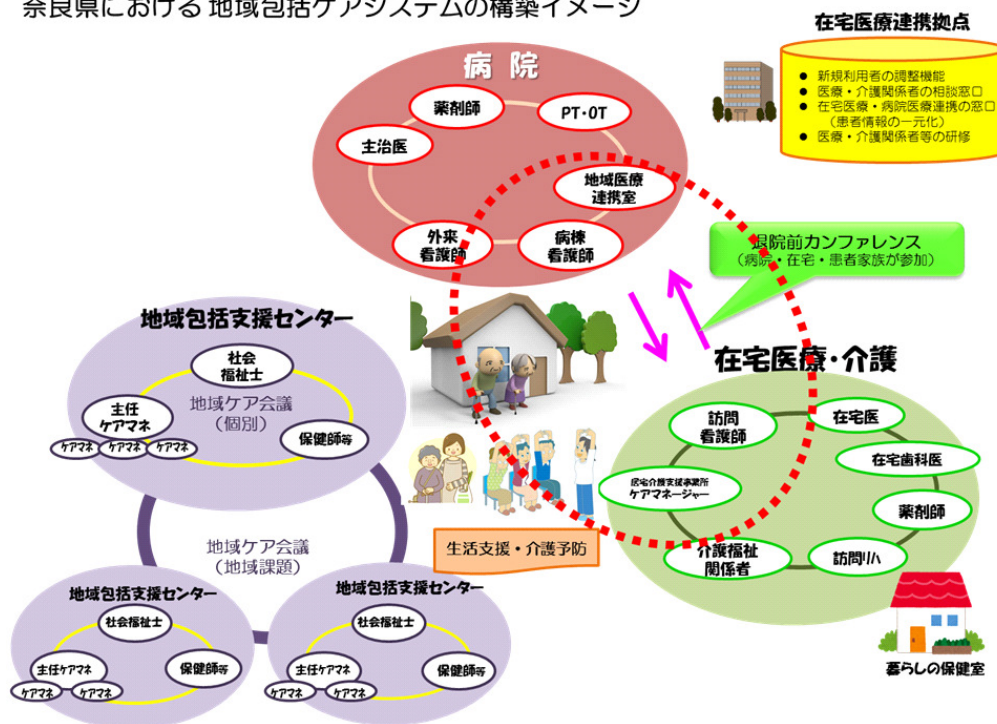 奈良県における 地域包括ケアシステムの構築イメージ
在宅医療連携拠点
● 新規利用者の調整機能
● 医療・介護関係者の相談窓口
● 在宅医療・病院医療連携の窓口
（患者情報の一元化）
● 医療・介護関係者等の研修
病 院
薬剤師
PT・OT
主治医
地域医療
連携室
外来
看護師
病棟
看護師
退院前カンファレンス
（病院・在宅・患者家族が参加）
地域包括支援センター
社会
福祉士
地域ケア会議
（個別）
主任
ケアマネ
ケアマネ
ケアマネ
ケアマネ
保健師等
在宅医療・介護
訪問
看護師
在宅医
在宅歯科医
居宅介護支援事業所
ケアマネージャー
薬剤師
介護福祉
関係者
訪問リハ
生活支援・介護予防
地域ケア会議
（地域課題）
地域包括支援センター
社会福祉士
主任ケアマネ
保健師等
ケアマネ
ケアマネ
地域包括支援センター
社会福祉士
主任ケアマネ
保健師等
ケアマネ
ケアマネ
暮らしの保健室